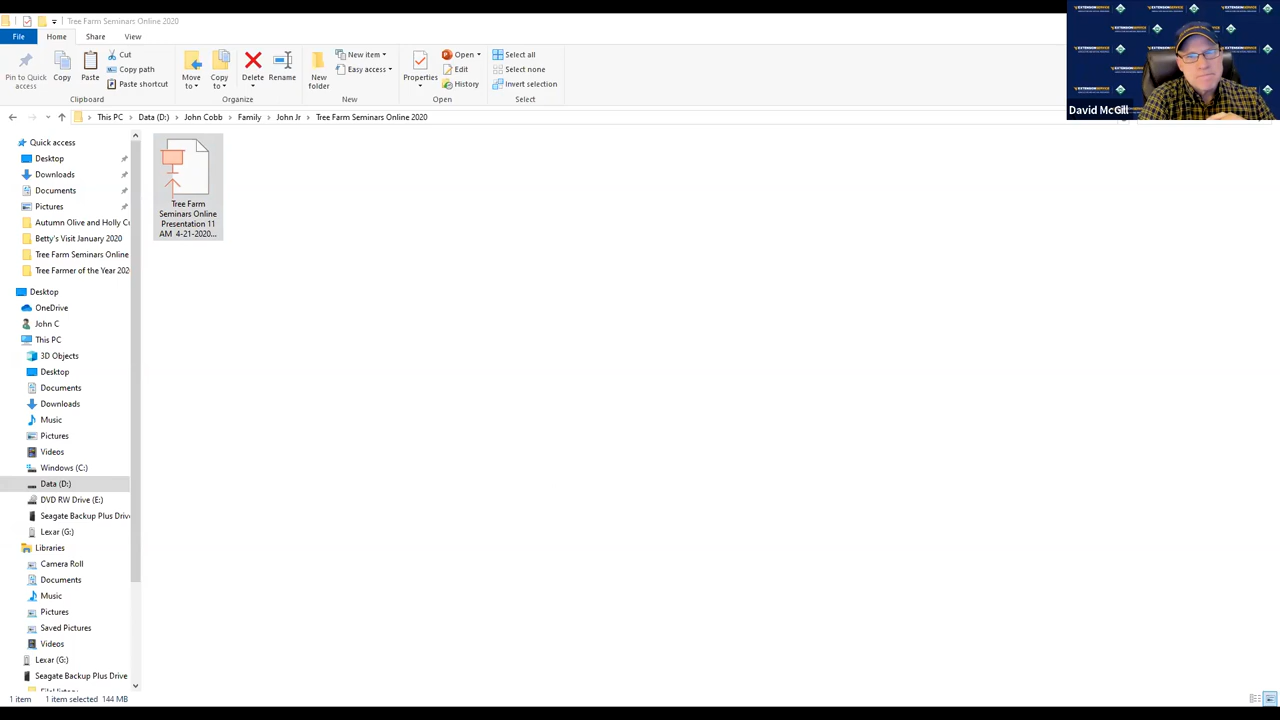 Tree Farm Seminars Online 2020
File Home Share View
Pin to Quick access
Copy
Paste
Cut
Copy path
Paste shortcut
Clipboard
Move to
Copy to
Delete
Rename
Organize
New folder
New item
Easy access
New
Properties
Open
Edit
History
Open
Select all
Select none
Invert selection
Select
This PC > Data (D:) > John Cobb > Family > John Jr > Tree Farm Seminars Online 2020
Quick access
Desktop
Downloads
Documents
Pictures
Autumn Olive and Holly Cu
Betty's Visit January 2020
Tree Farm Seminars Online
Tree Farmer of the Year 202
Desktop
OneDrive
John C
This PC
3D Objects
Desktop
Documents
Downloads
Music
Pictures
Videos
Windows (C:)
Data (D:)
DVD RW Drive (E:)
Seagate Backup Plus Drive
Lexar (G:)
Libraries
Camera Roll
Documents
Music
Pictures
Saved Pictures
Videos
Lexar (G:)
Seagate Backup Plus Drive
FileHistory
Tree Farm
Seminars Online
Presentation 11
AM 4-21-2020...
1 item 1 item selected 144 MB
EXTENSION SERVICE
David McGill